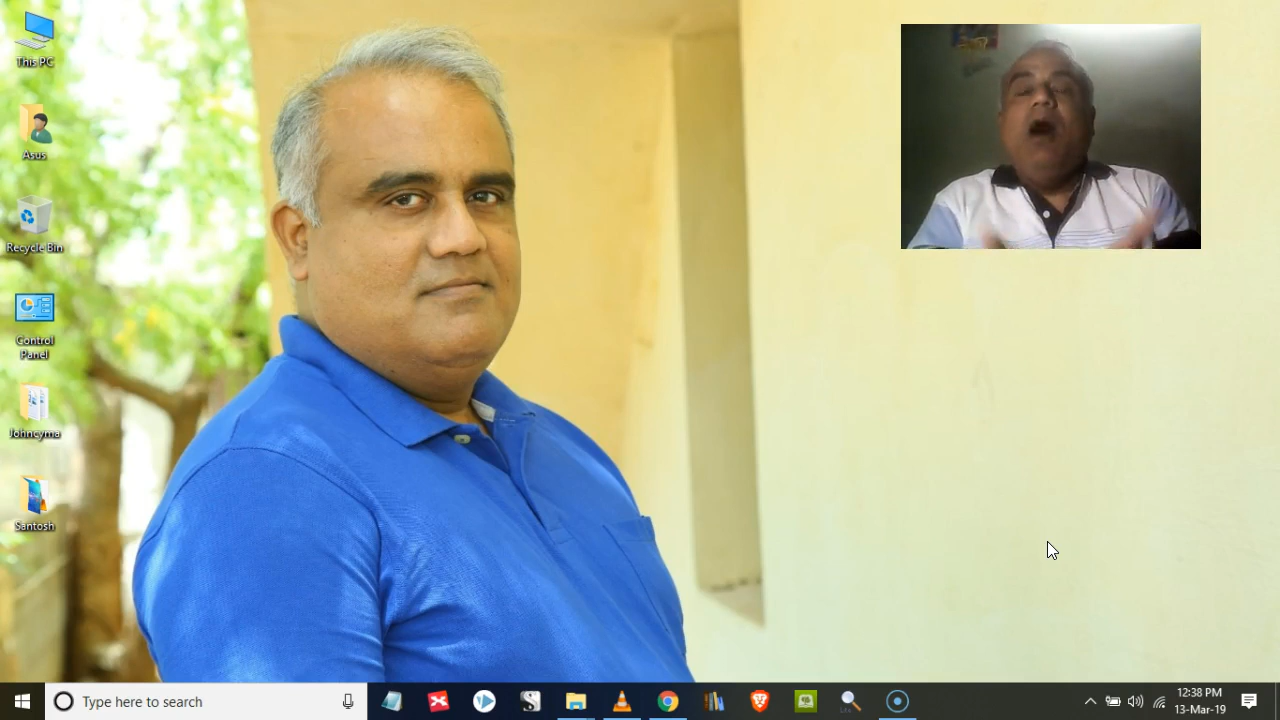 This PC
Asus
Recycle Bin
Control
Panel
Johncyma
Santosh
Type here to search
12:38 PM
13-Mar-19